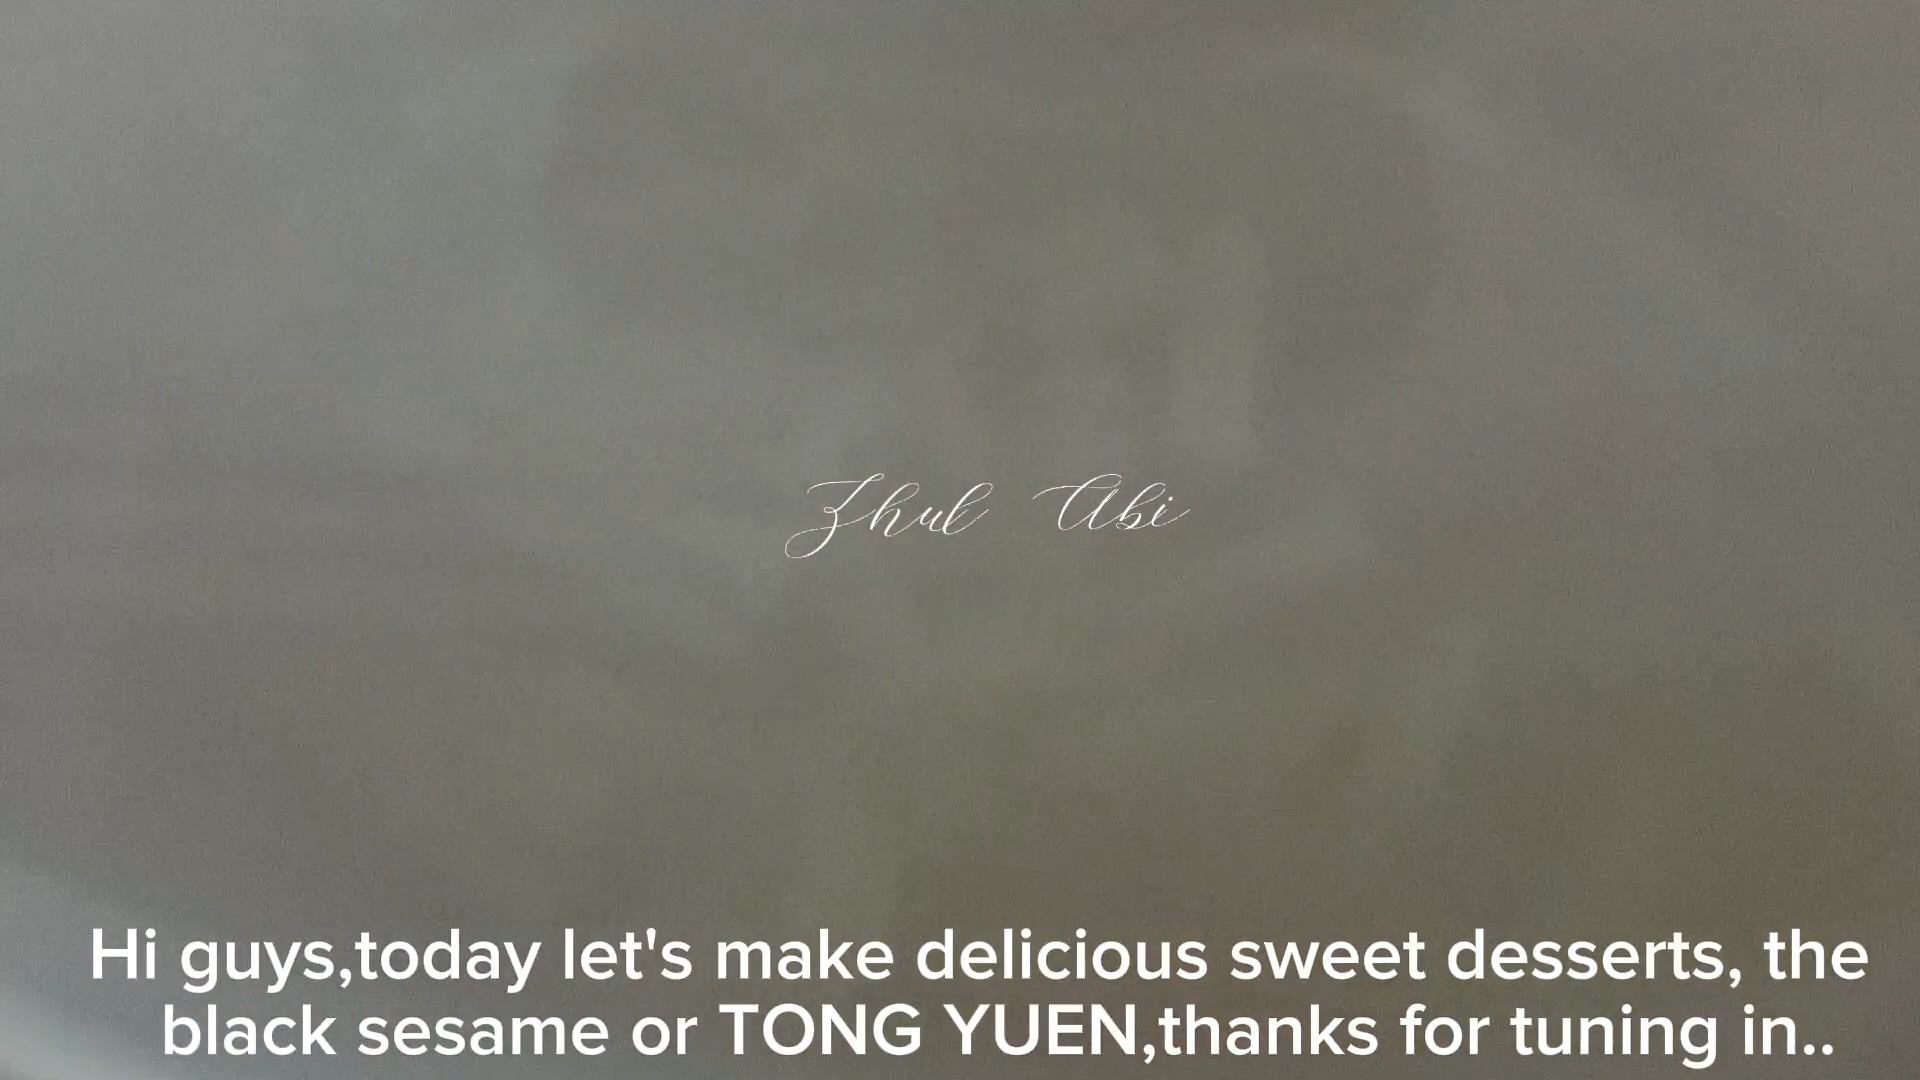 Zhul Abi
Hi guys,today let's make delicious sweet desserts, the
black sesame or TONG YUEN,thanks for tuning in..